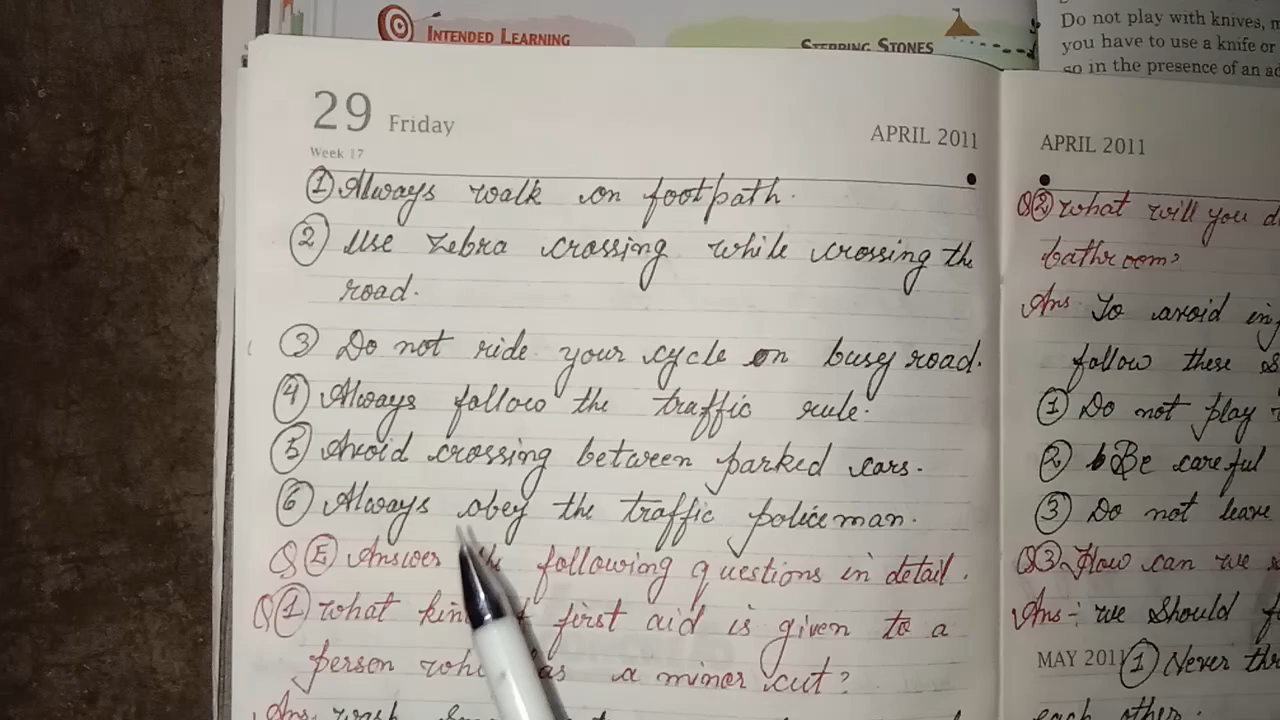 INTENDED LEARNING
STEPPING STONES
Do not play with knives,
you have to use a knife or
so in the presence of an
29 Friday
Week 17
APRIL 2011
① Always walk on footpath.
② Use zebra crossing while crossing the
road.
③ Do not ride your cycle on busy road.
④ Always follow the traffic rule.
⑤ Avoid crossing between parked cars.
⑥ Always obey the traffic policeman.
Q Ⓔ Answer the following questions in detail.
Q① what first aid is given to a
person a miner cut?
Ans. wash
APRIL 2011
Q② what will you
bathroom?
Ans To avoid
follow these
① Do not play
② Be careful
③ Do not leave
Q③ How can we
Ans:- we should
MAY 2011
① Never
each other.